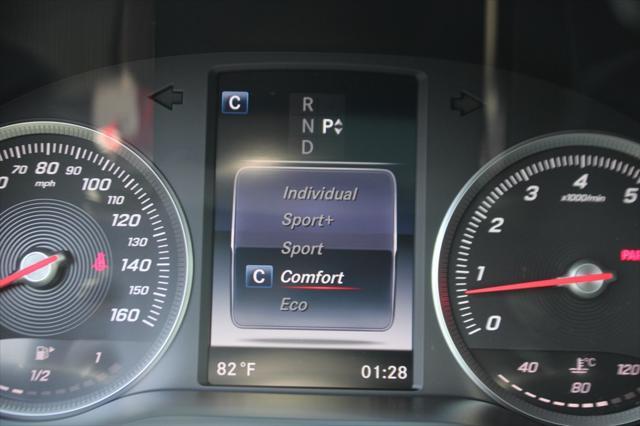 C
R
N P
D
Individual
Sport+
Sport
C Comfort
Eco
82°F 01:28
70 80 90
mph 100
110
120
130
140
150
160
1/2 1
0
1
2
3
4
5
x1000/min
40 °C 120
80